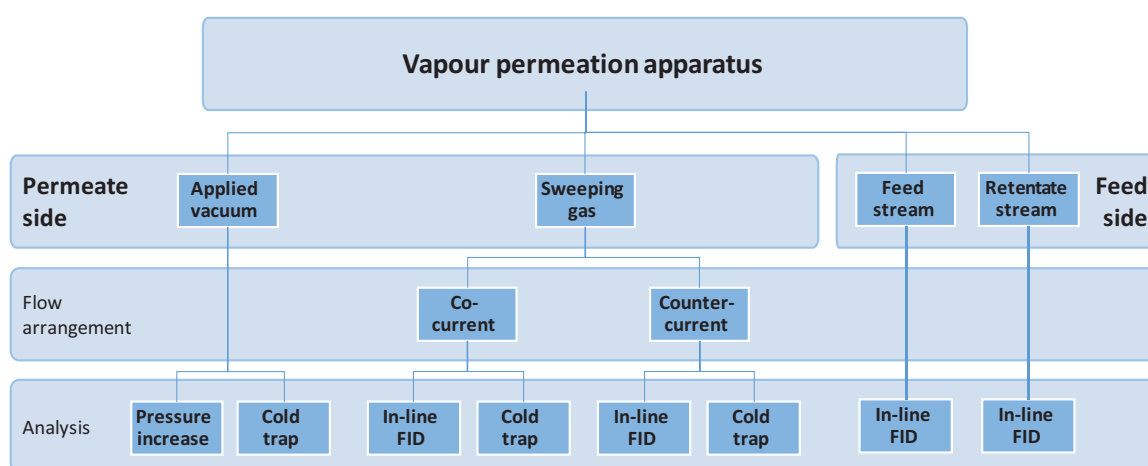 Vapour permeation apparatus
Permeate
side
Applied
vacuum
Sweeping
gas
Feed
stream
Retentate
stream
Feed
side
Flow
arrangement
Co-
current
Counter-
current
Analysis
Pressure
increase
Cold
trap
In-line
FID
Cold
trap
In-line
FID
Cold
trap
In-line
FID
In-line
FID